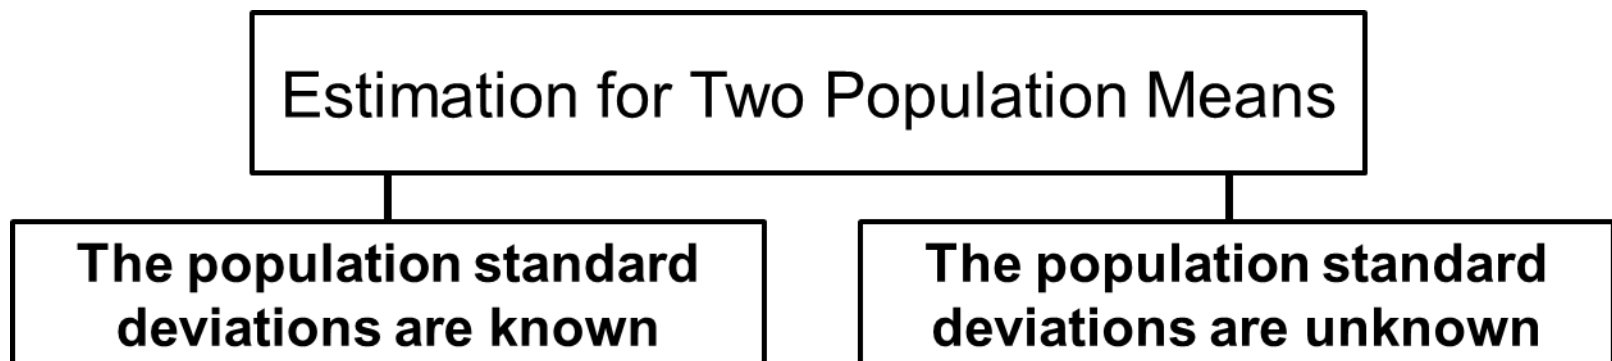 Estimation for Two Population Means
The population standard
deviations are known
The population standard
deviations are unknown